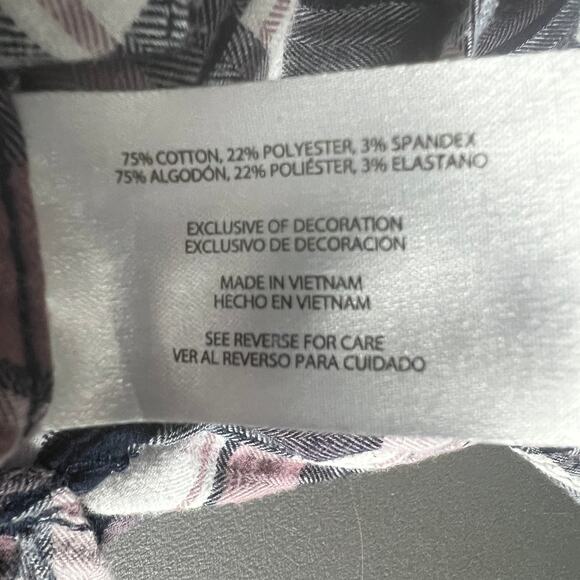 75% COTTON, 22% POLYESTER, 3% SPANDEX
75% ALGODÓN, 22% POLIÉSTER, 3% ELASTANO
EXCLUSIVE OF DECORATION
EXCLUSIVO DE DECORACION
MADE IN VIETNAM
HECHO EN VIETNAM
SEE REVERSE FOR CARE
VER AL REVERSO PARA CUIDADO